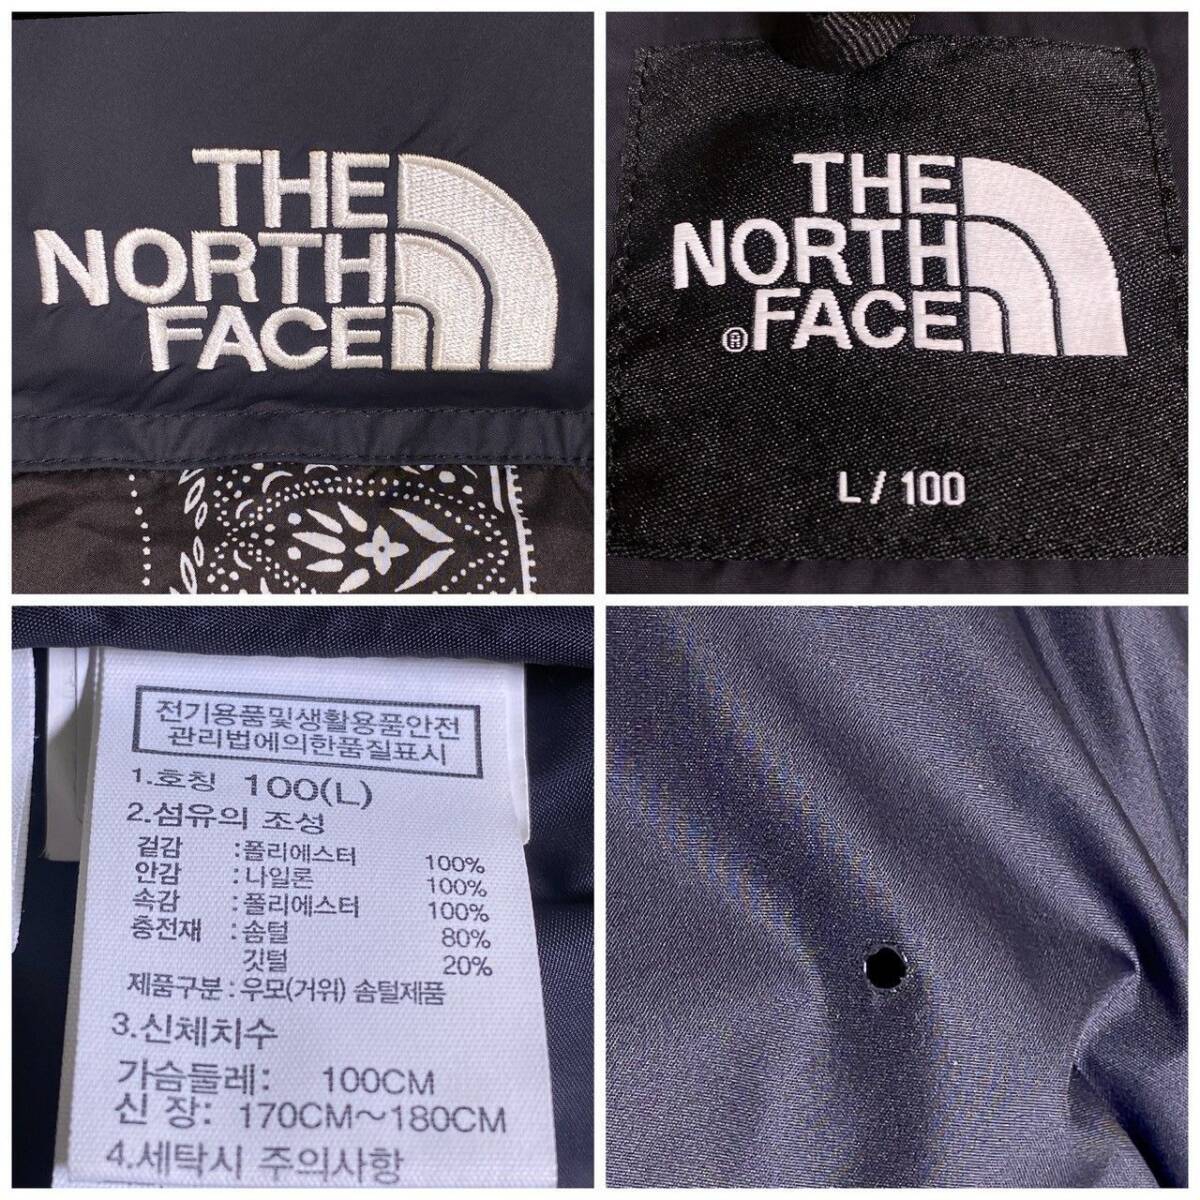 THE
NORTH
FACE
THE
NORTH
®FACE
L / 100
전기용품및생활용품안전
관리법에의한품질표시
1.호칭 100(L)
2.섬유의 조성
겉감 :폴리에스터 100%
안감 :나일론 100%
속감 :폴리에스터 100%
충전재 :솜털 80%
깃털 20%
제품구분 : 우모(거위) 솜털제품
3.신체치수
가슴둘레: 100CM
신 장: 170CM~180CM
4.세탁시 주의사항